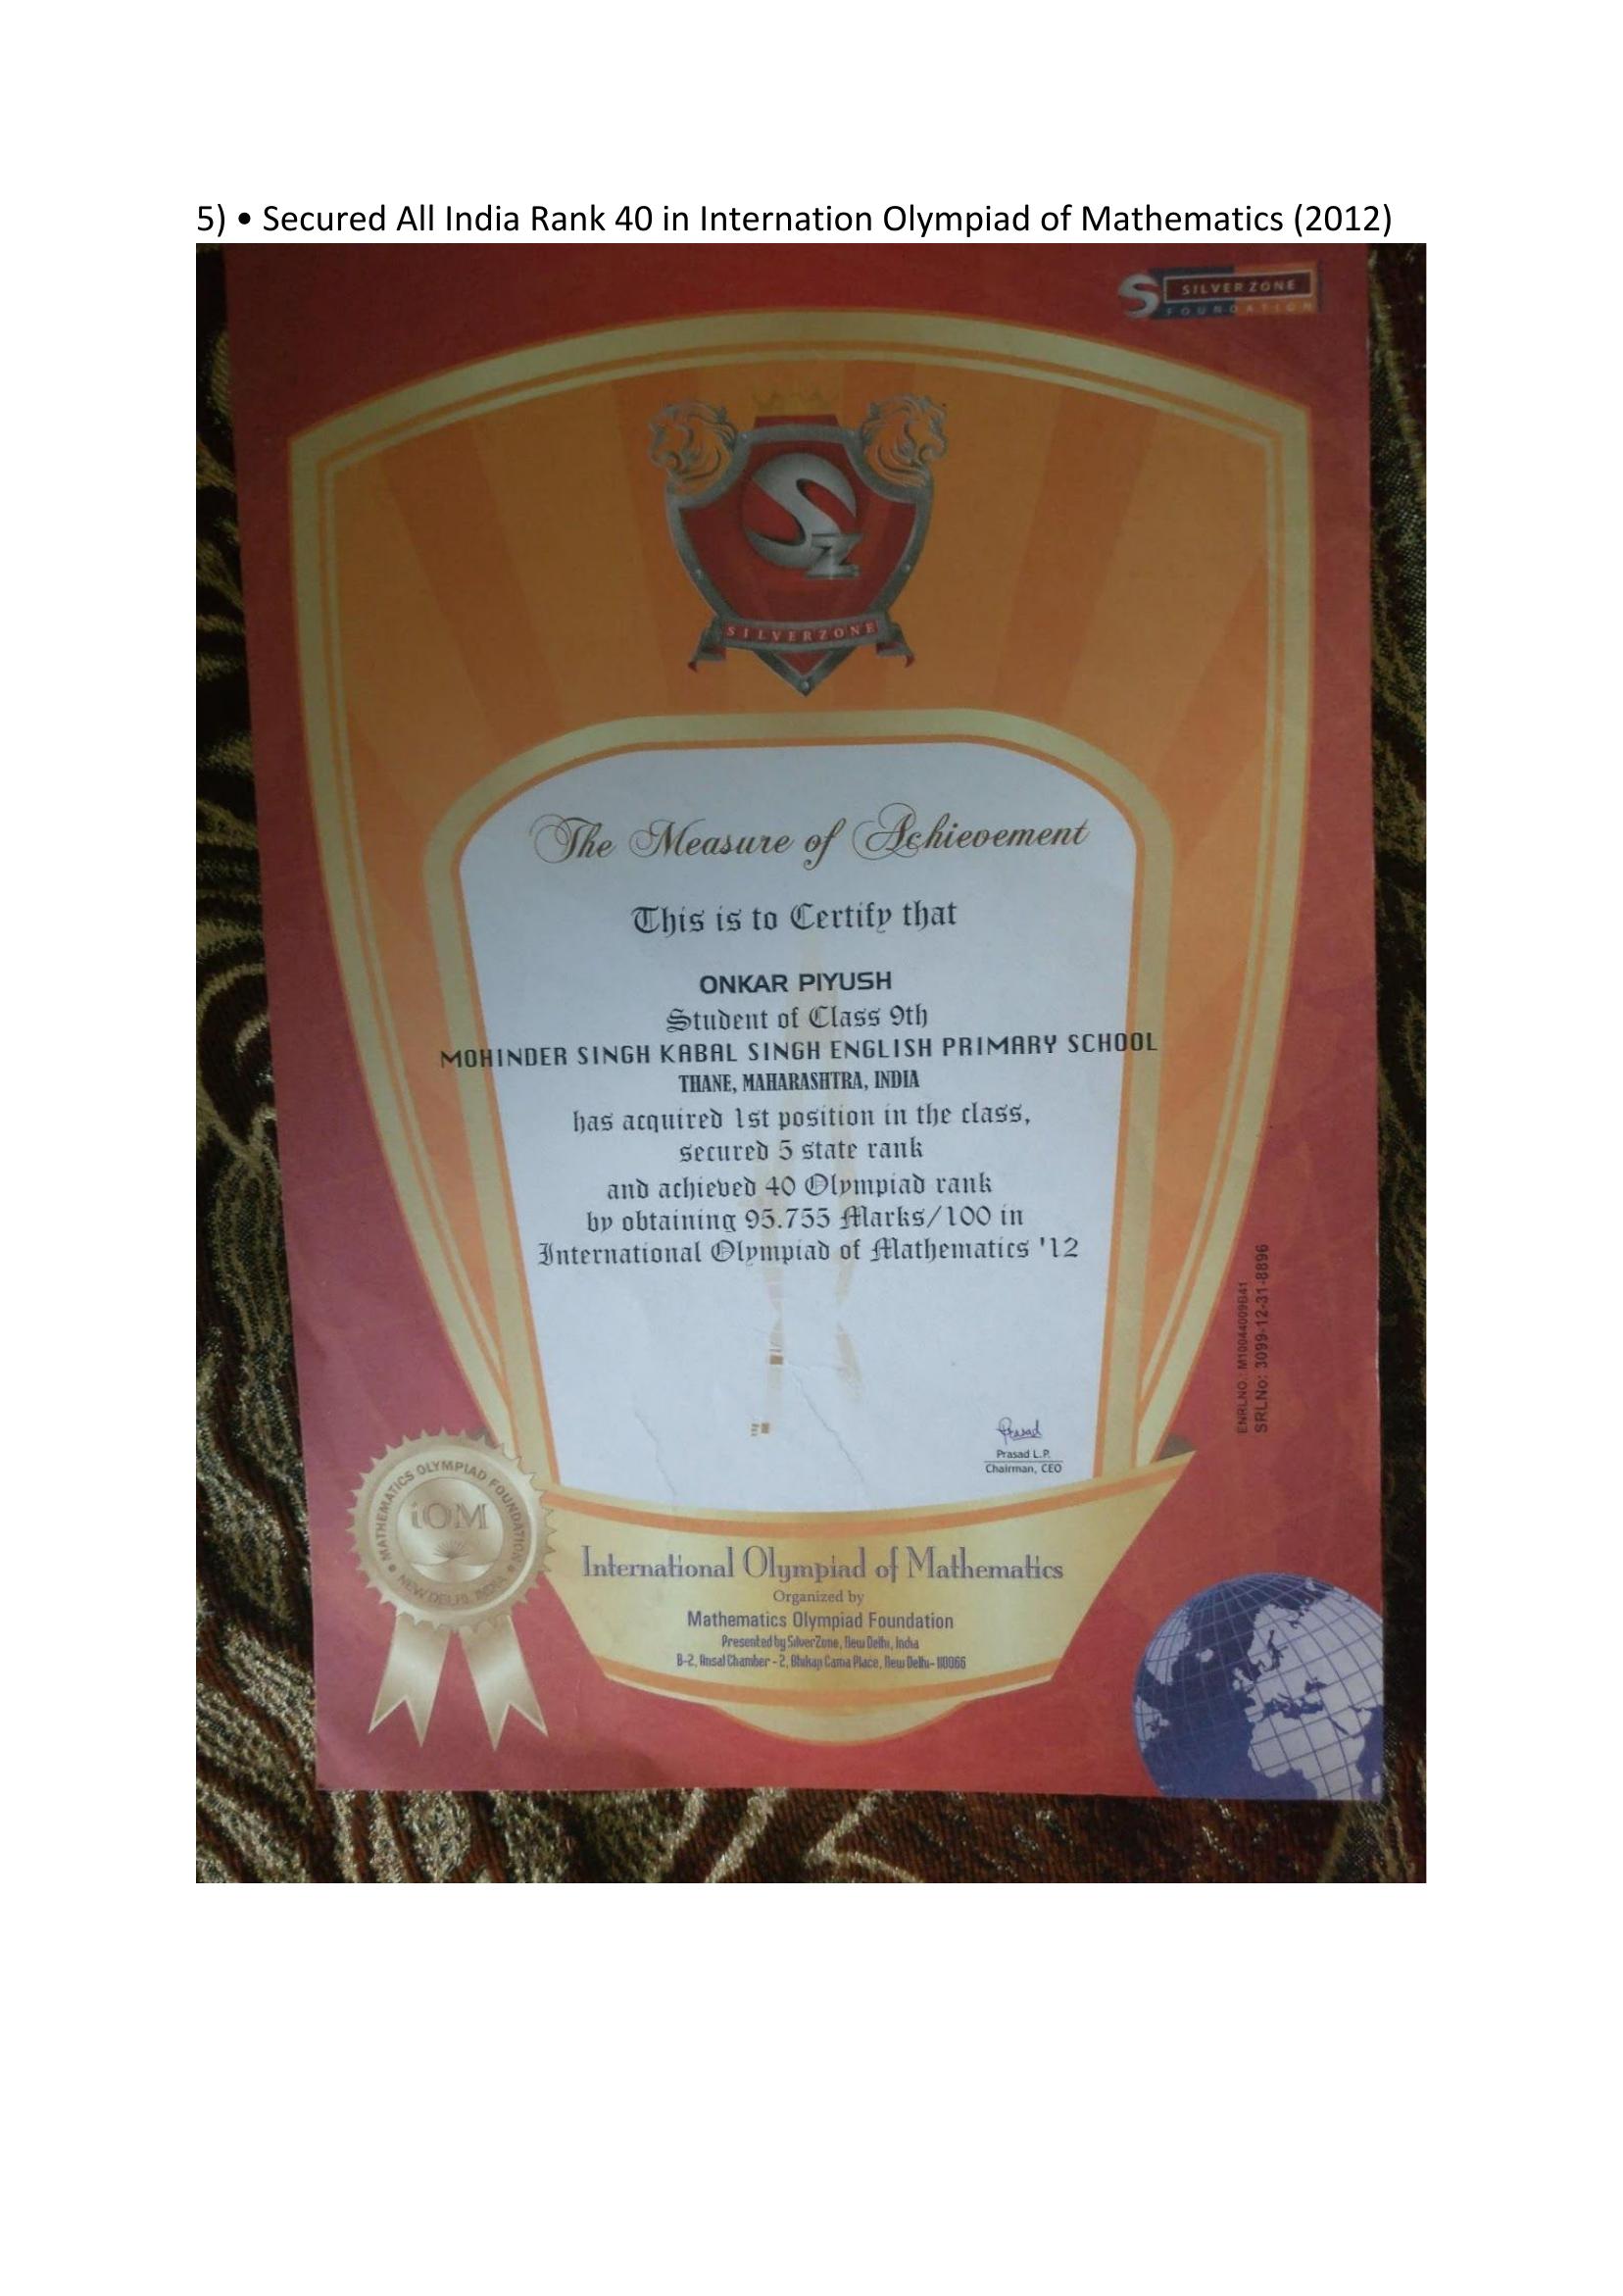 5) • Secured All India Rank 40 in Internation Olympiad of Mathematics (2012)
S SILVERZONE
FOUNDATION
SZ
SILVERZONE
The Measure of Achievement
This is to Certify that
ONKAR PIYUSH
Student of Class 9th
MOHINDER SINGH KABAL SINGH ENGLISH PRIMARY SCHOOL
THANE, MAHARASHTRA, INDIA
has acquired 1st position in the class,
secured 5 state rank
and achieved 40 Olympiad rank
by obtaining 95.755 Marks/100 in
International Olympiad of Mathematics '12
ENRLNO: M10044009B41
SRLNo: 3099-12-31-8896
Prasad
Prasad L.P.
Chairman, CEO
MATHEMATICS OLYMPIAD FOUNDATION
iOM
NEW DELHI, INDIA
International Olympiad of Mathematics
Organized by
Mathematics Olympiad Foundation
Presented by SilverZone, New Delhi, India
B-2, Ansal Chamber - 2, Bhikaji Cama Place, New Delhi- 110066